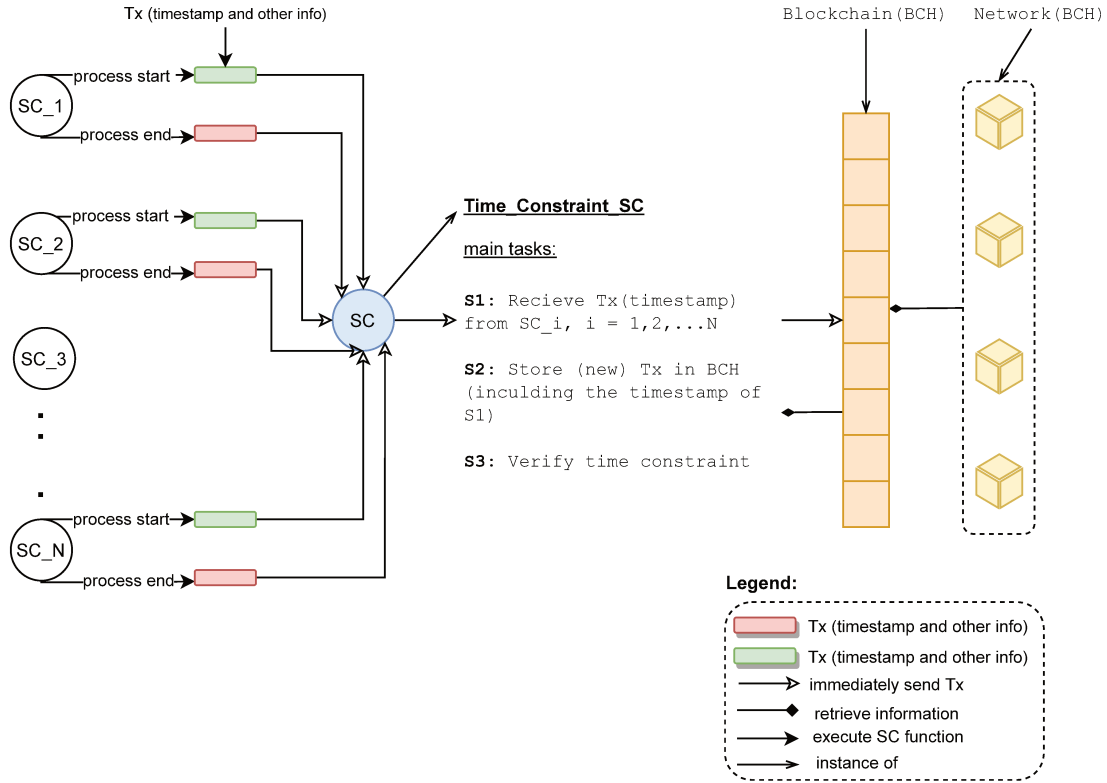 Tx (timestamp and other info)
Blockchain(BCH)
Network(BCH)
process start
SC_1
process end
process start
SC_2
process end
SC_3
.
.
.
process start
SC_N
process end
SC
Time_Constraint_SC
main tasks:
S1: Recieve Tx(timestamp)
from SC_i, i = 1,2,...N
S2: Store (new) Tx in BCH
(inculding the timestamp of
S1)
S3: Verify time constraint
Legend:
Tx (timestamp and other info)
Tx (timestamp and other info)
immediately send Tx
retrieve information
execute SC function
instance of